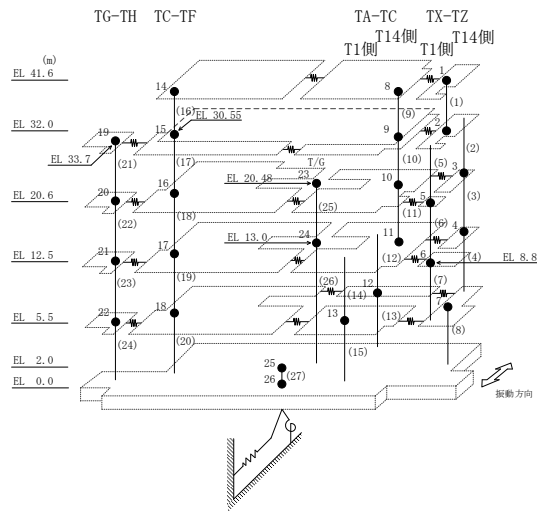 TG-TH TC-TF TA-TC TX-TZ
T1側 T14側 T1側 T14側
(m)
EL 41.6
14 8 1
(16) (9) (1)
EL 30.55
EL 32.0
19 15 9 2
(21) (17) (10) (2)
EL 33.7
T/G
EL 20.48 23 10 (5) 3
EL 20.6
20 16 5 (3)
(22) (18) (25) (11)
EL 13.0 24 11 (6) 4
EL 12.5
21 17 6 (4) EL 8.8
(23) (19) (12)
(26) (14) 12 (7)
EL 5.5
22 18 13 (13) 7
(24) (20) (15) (8)
EL 2.0
25
EL 0.0
26 (27)
振動方向